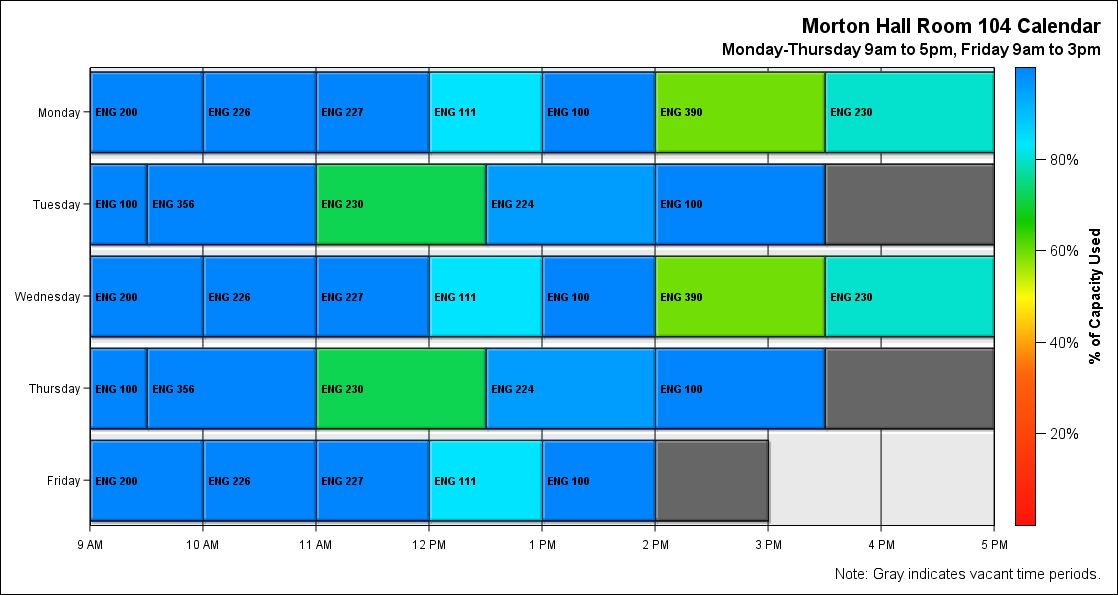 Morton Hall Room 104 Calendar
Monday-Thursday 9am to 5pm, Friday 9am to 3pm
Monday ENG 200 ENG 226 ENG 227 ENG 111 ENG 100 ENG 390 ENG 230
Tuesday ENG 100 ENG 356 ENG 230 ENG 224 ENG 100
Wednesday ENG 200 ENG 226 ENG 227 ENG 111 ENG 100 ENG 390 ENG 230
Thursday ENG 100 ENG 356 ENG 230 ENG 224 ENG 100
Friday ENG 200 ENG 226 ENG 227 ENG 111 ENG 100
9 AM 10 AM 11 AM 12 PM 1 PM 2 PM 3 PM 4 PM 5 PM
80%
60%
40%
20%
% of Capacity Used
Note: Gray indicates vacant time periods.